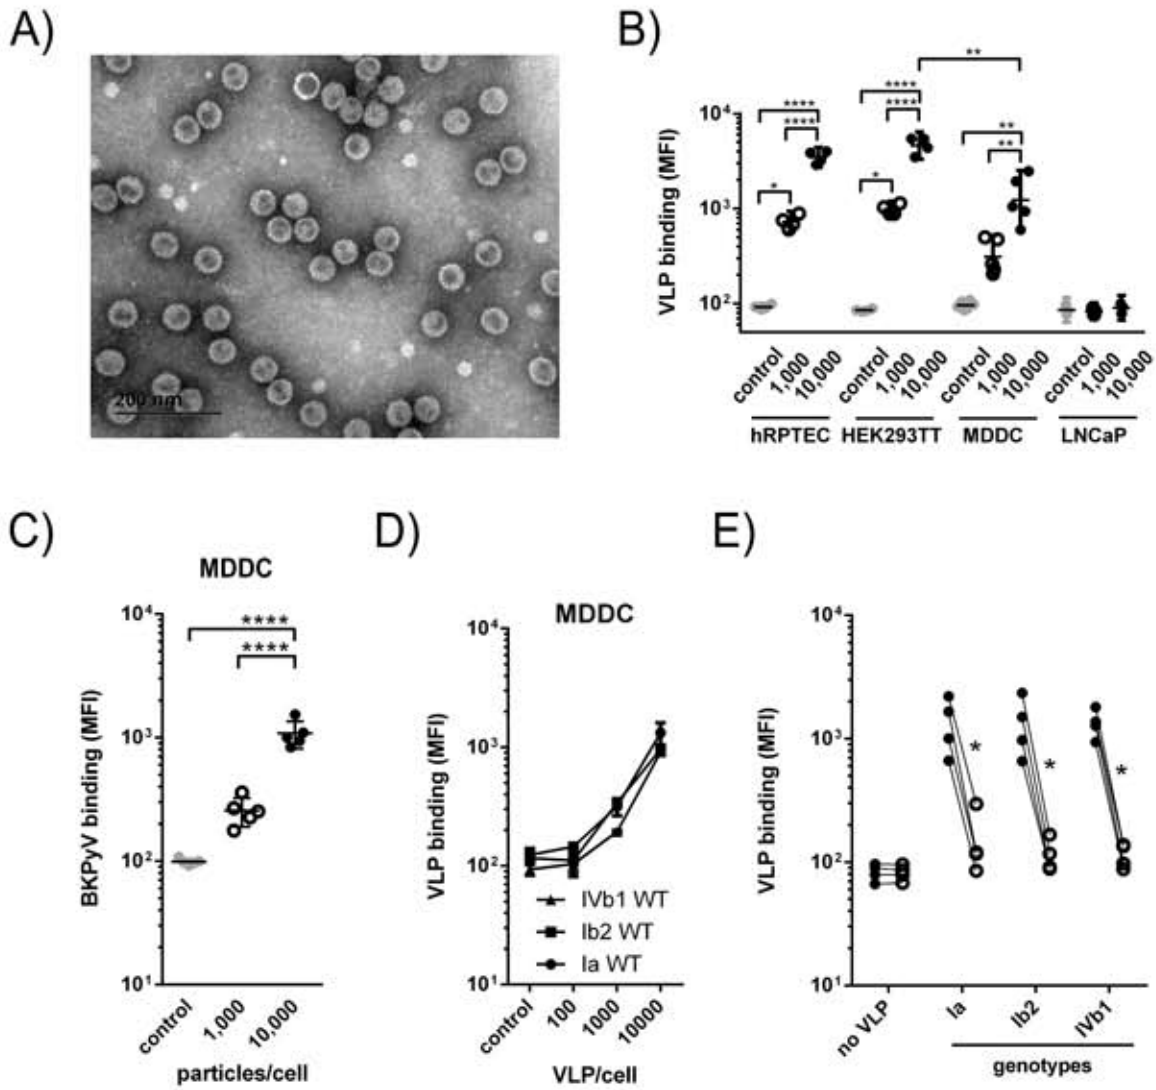 A)
200 nm
B)
VLP binding (MFI)
10⁴
10³
10²
**
****
****
*
****
****
*
**
**
control
1,000
10,000
control
1,000
10,000
control
1,000
10,000
control
1,000
10,000
hRPTEC
HEK293TT
MDDC
LNCaP
C)
MDDC
BKPyV binding (MFI)
10⁴
10³
10²
10¹
****
****
control
1,000
10,000
particles/cell
D)
MDDC
VLP binding (MFI)
10⁴
10³
10²
10¹
IVb1 WT
Ib2 WT
Ia WT
control
100
1000
10000
VLP/cell
E)
VLP binding (MFI)
10⁴
10³
10²
10¹
*
*
*
no VLP
Ia
Ib2
IVb1
genotypes